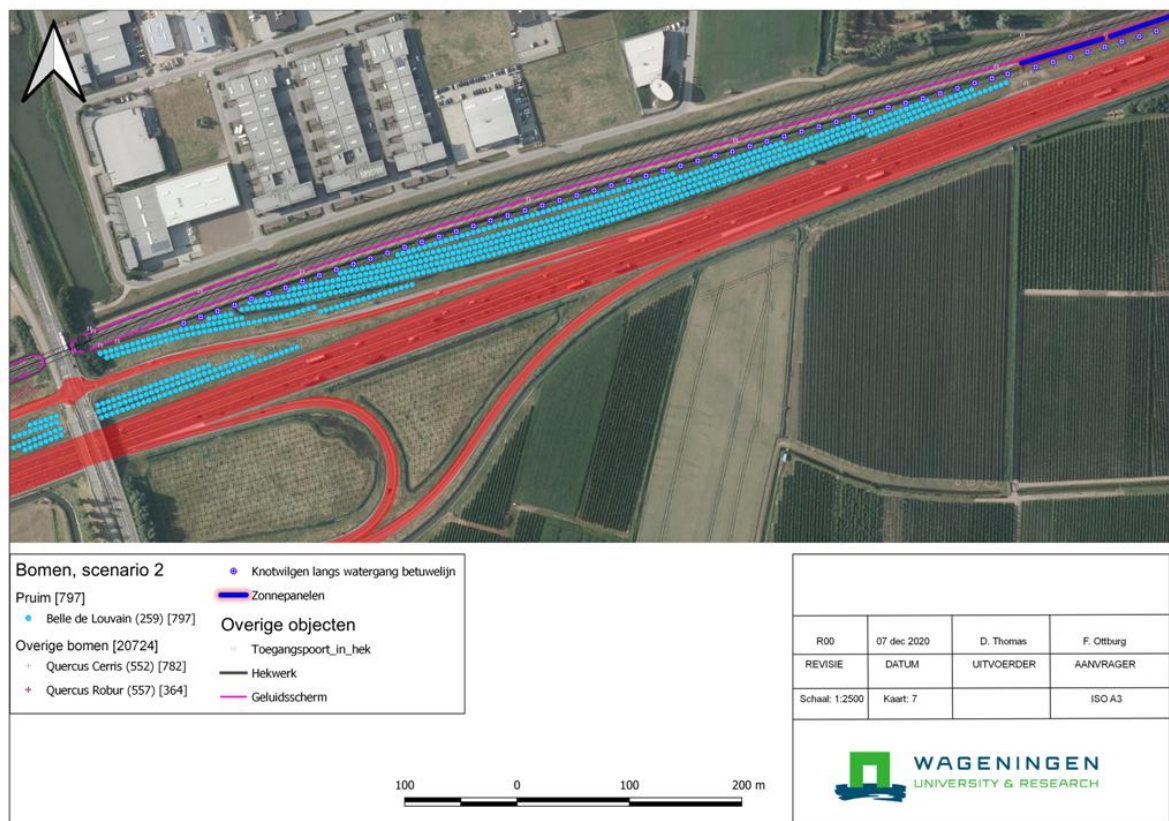 Bomen, scenario 2
Pruim [797]
Belle de Louvain (259) [797]
Overige bomen [20724]
Quercus Cerris (552) [782]
Quercus Robur (557) [364]
Knotwilgen langs watergang betuwelijn
Zonnepanelen
Overige objecten
Toegangspoort_in_hek
Hekwerk
Geluidsscherm
100 0 100 200 m
R00 07 dec 2020 D. Thomas F. Ottburg
REVISIE DATUM UITVOERDER AANVRAGER
Schaal: 1:2500 Kaart: 7 ISO A3
WAGENINGEN
UNIVERSITY & RESEARCH